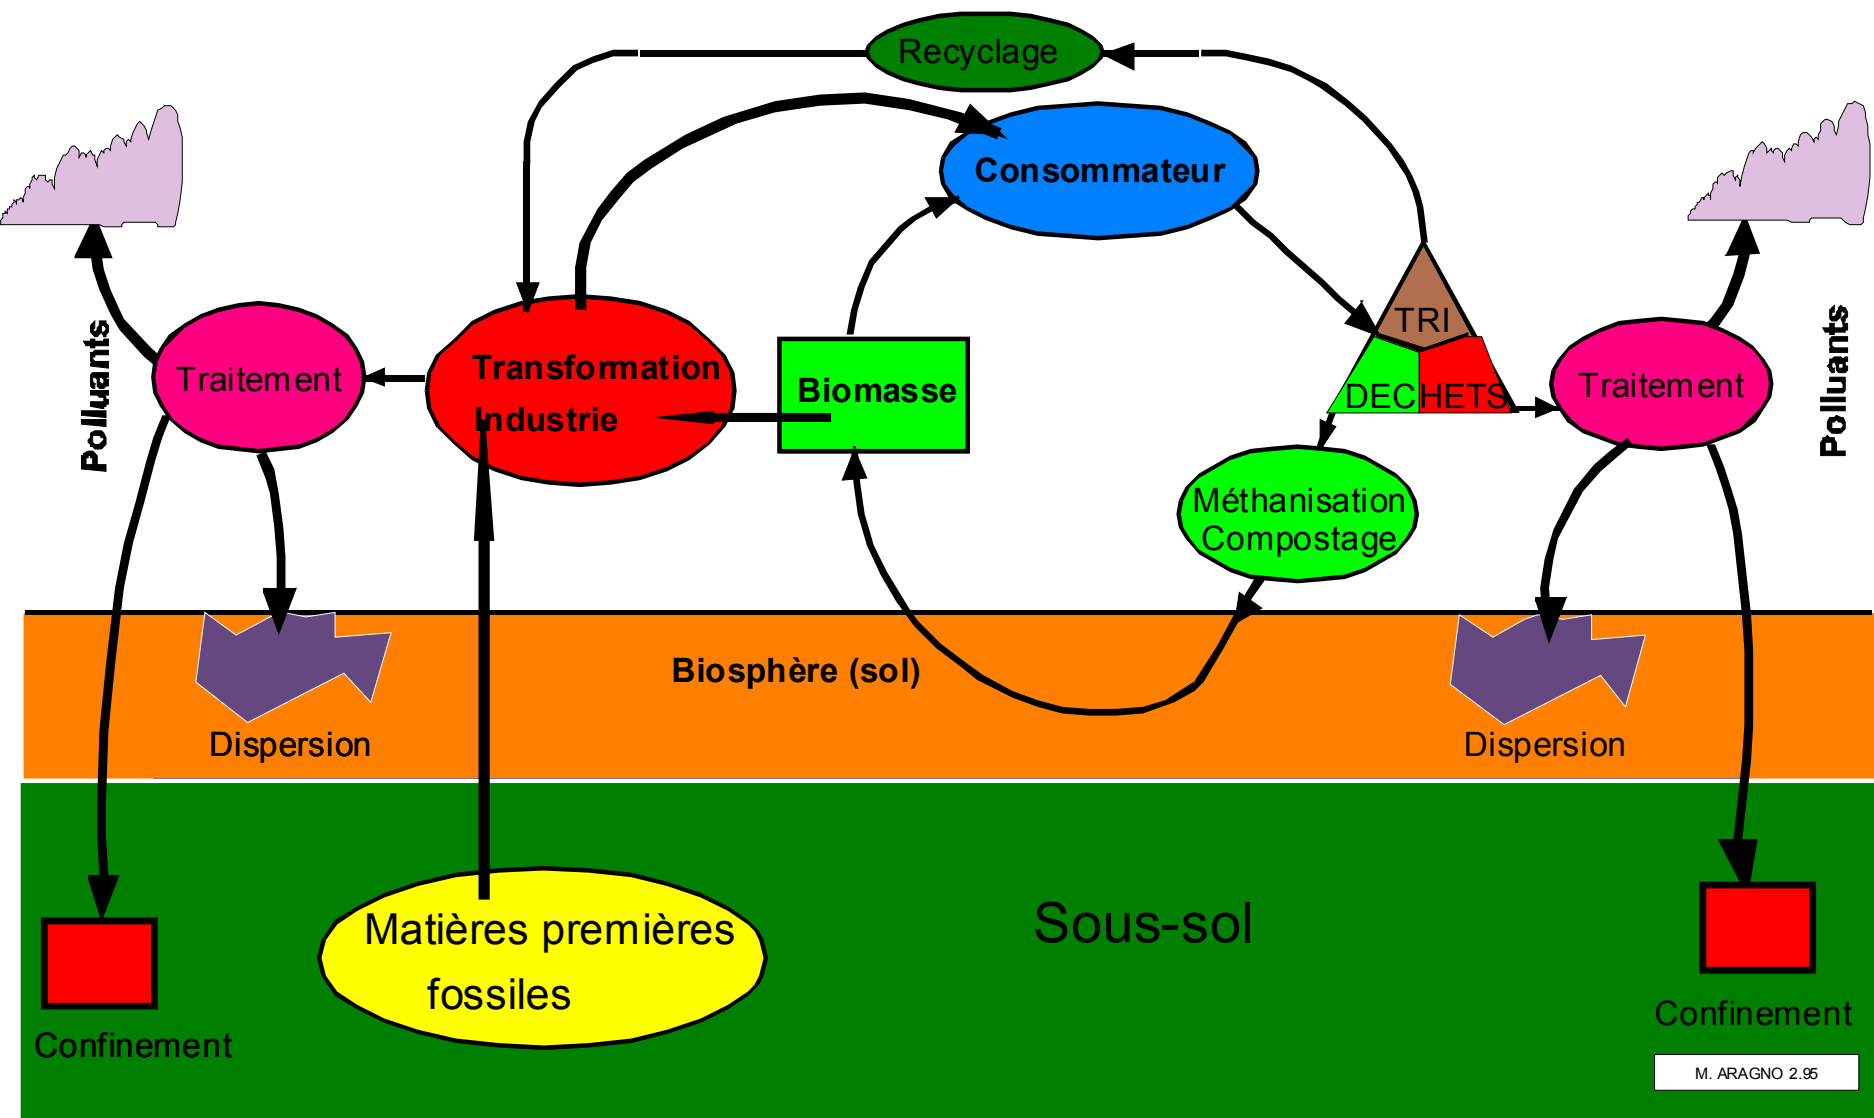 Recyclage
Consommateur
TRI
DECHETS
Polluants
Traitement
Transformation
Industrie
Biomasse
Traitement
Polluants
Méthanisation
Compostage
Biosphère (sol)
Dispersion
Dispersion
Sous-sol
Matières premières
fossiles
Confinement
Confinement
M. ARAGNO 2.95